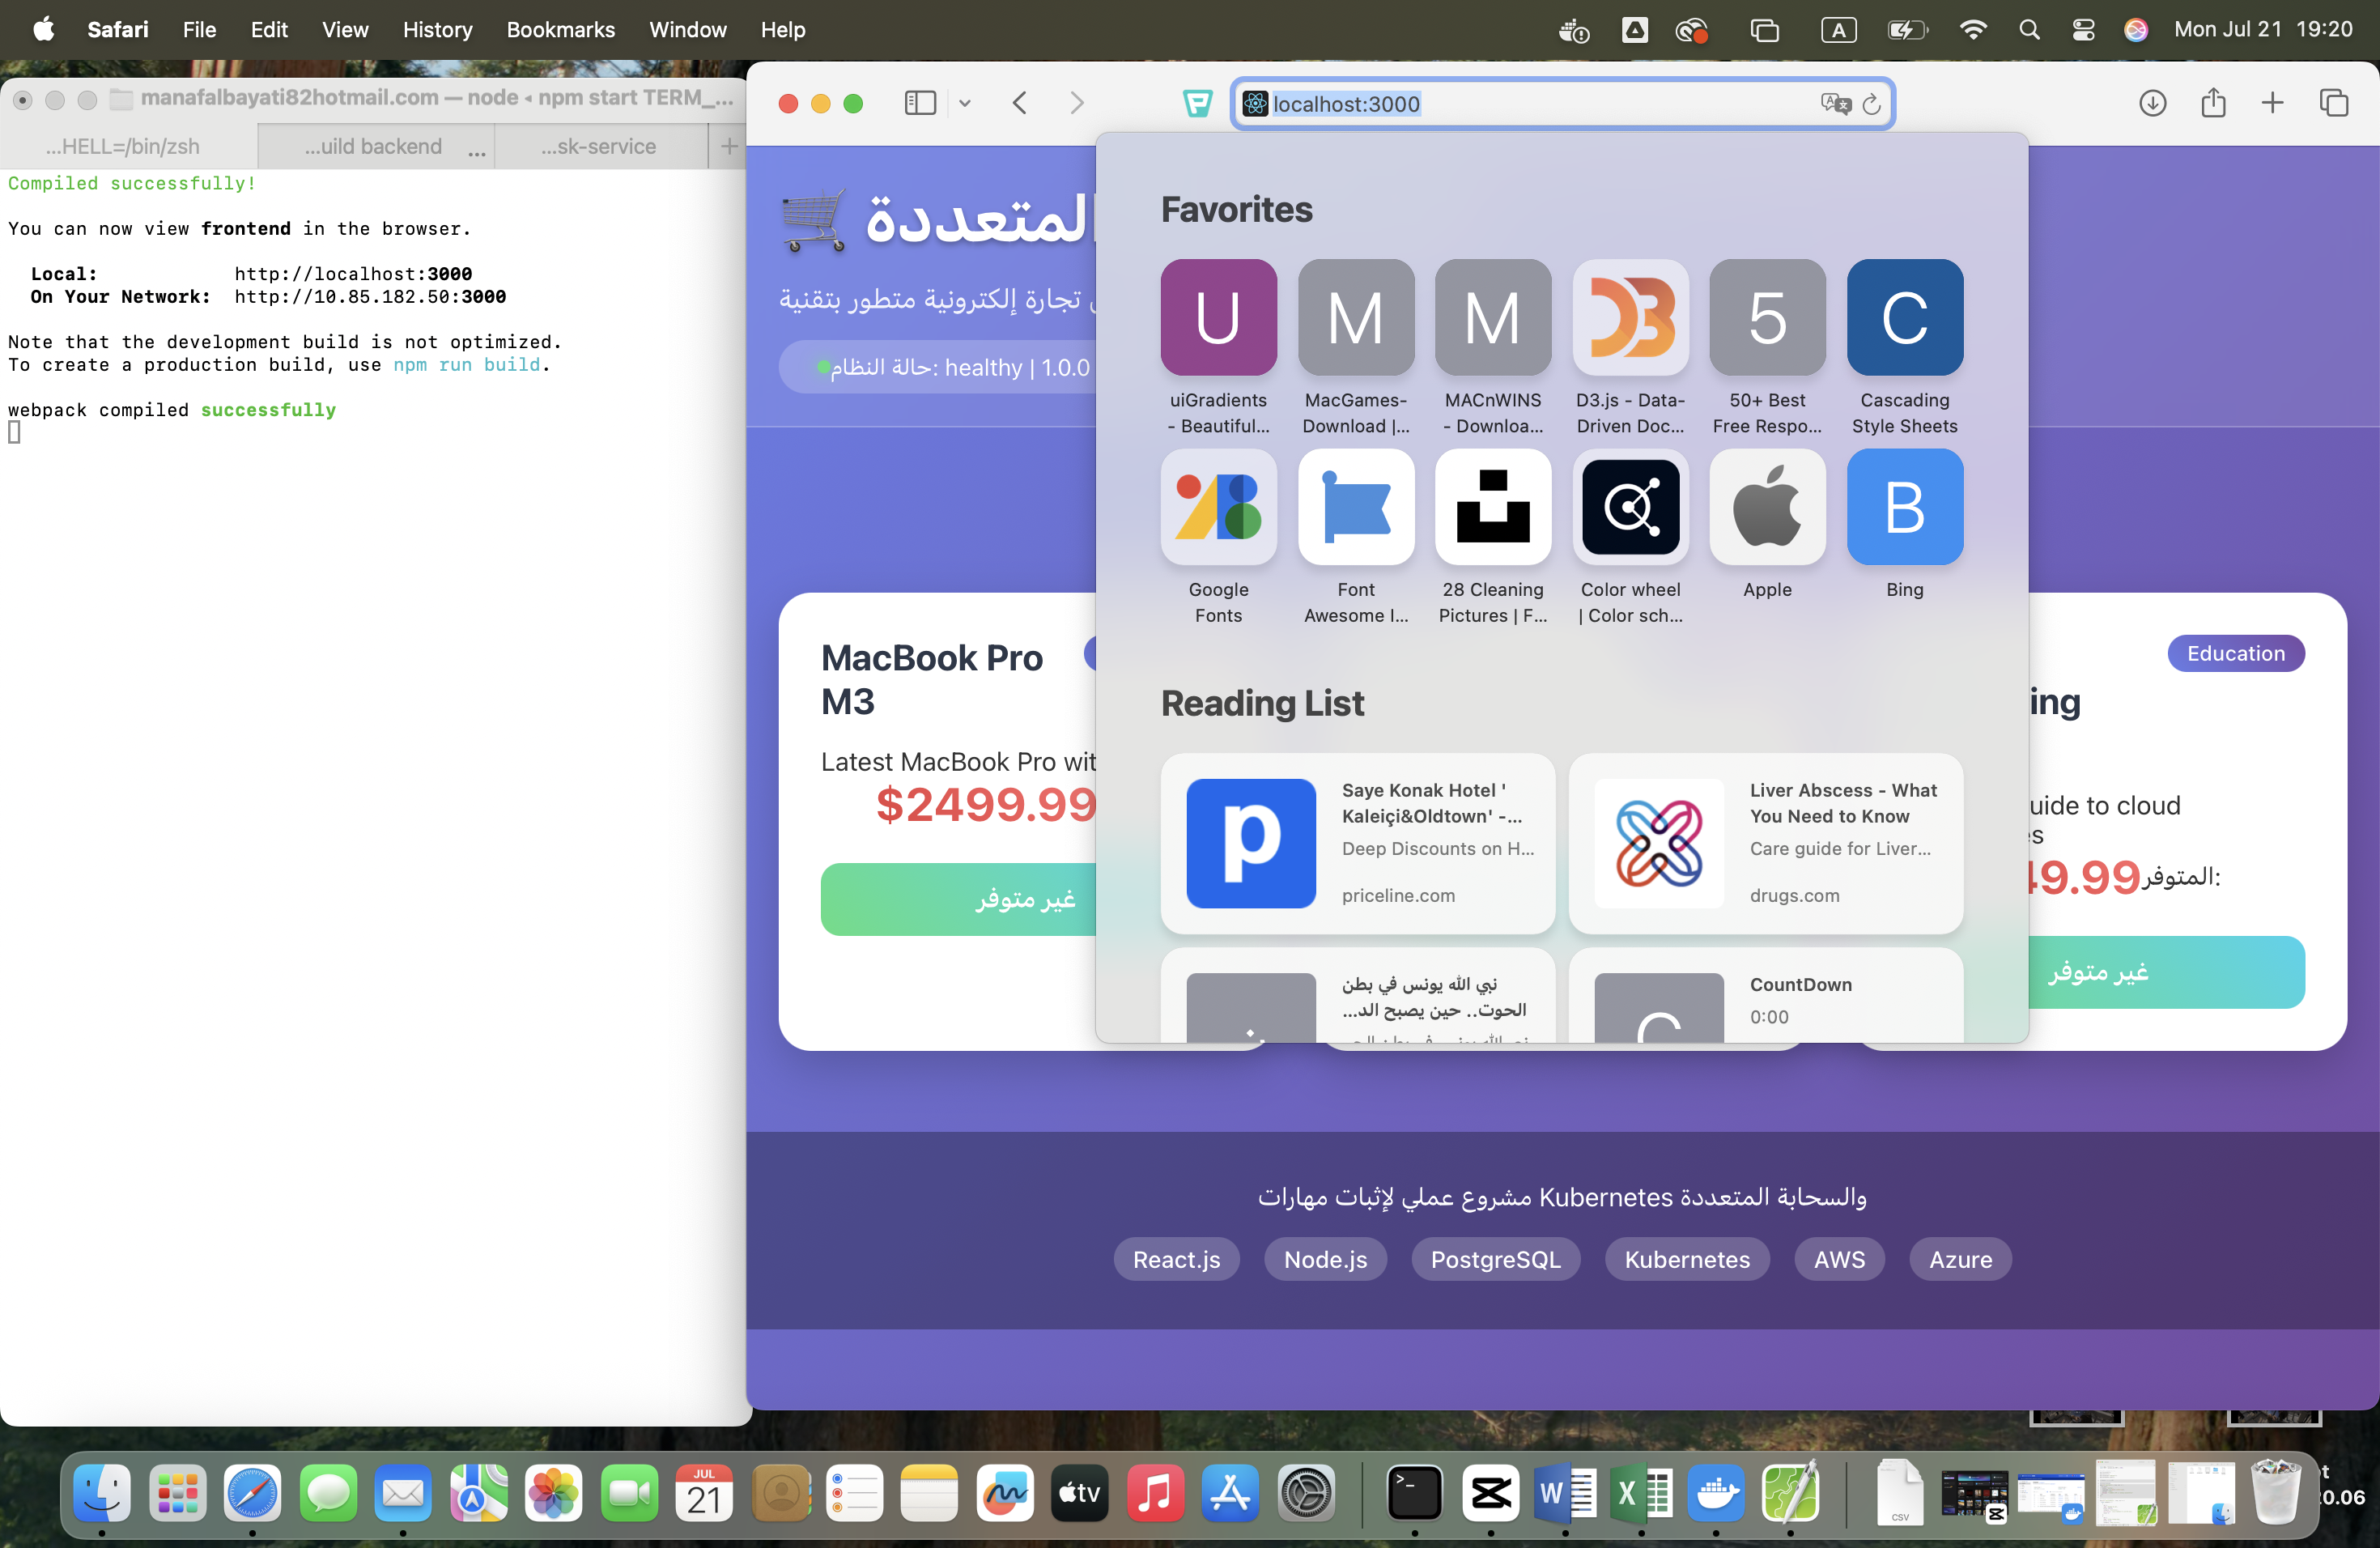 Safari File Edit View History Bookmarks Window Help
A
Mon Jul 21 19:20
manafalbayati82hotmail.com — node ◂ npm start TERM_...
...HELL=/bin/zsh
...uild backend ...
...sk-service
Compiled successfully!
You can now view frontend in the browser.
Local: http://localhost:3000
On Your Network: http://10.85.182.50:3000
Note that the development build is not optimized.
To create a production build, use npm run build.
webpack compiled successfully
localhost:3000
المتعددة
تجارة إلكترونية متطور بتقنية
حالة النظام: healthy | 1.0.0
Favorites
U
M
M
D3
5
C
uiGradients
- Beautiful...
MacGames-
Download |...
MACnWINS
- Downloa...
D3.js - Data-
Driven Doc...
50+ Best
Free Respo...
Cascading
Style Sheets
B
Google
Fonts
Font
Awesome I...
28 Cleaning
Pictures | F...
Color wheel
| Color sch...
Apple
Bing
Reading List
p
Saye Konak Hotel '
Kaleiçi&Oldtown' -...
Deep Discounts on H...
priceline.com
Liver Abscess - What
You Need to Know
Care guide for Liver...
drugs.com
نبي الله يونس في بطن
الحوت.. حين يصبح الد...
CountDown
0:00
MacBook Pro
M3
Latest MacBook Pro wit
$2499.99
غير متوفر
Education
ing
uide to cloud
es
49.99
المتوفر:
غير متوفر
مشروع عملي لإثبات مهارات Kubernetes والسحابة المتعددة
React.js
Node.js
PostgreSQL
Kubernetes
AWS
Azure
JUL
21
tv
W
X
CSV
0.06